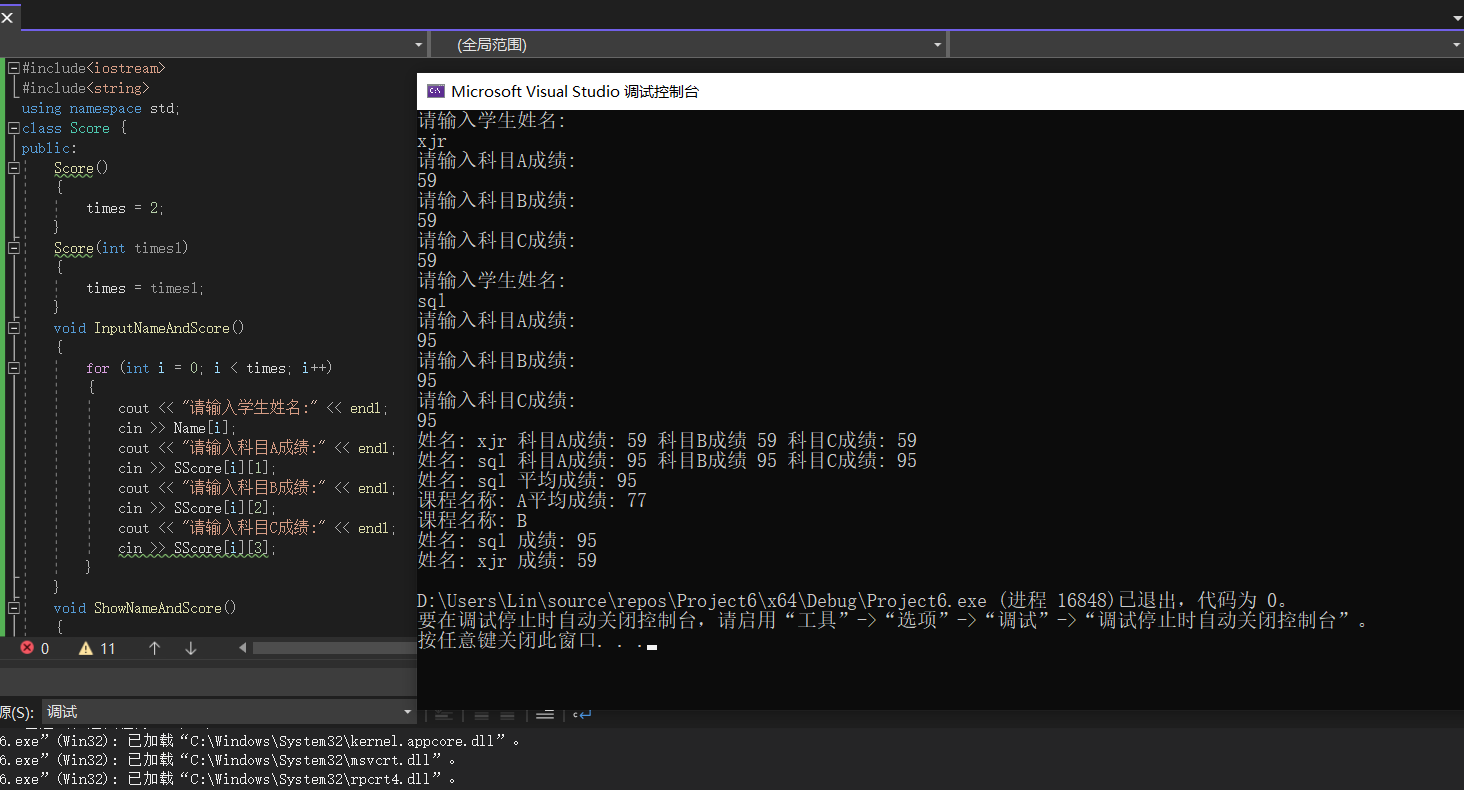 (全局范围)
#include<iostream>
#include<string>
using namespace std;
class Score {
public:
Score()
{
times = 2;
}
Score(int times1)
{
times = times1;
}
void InputNameAndScore()
{
for (int i = 0; i < times; i++)
{
cout << "请输入学生姓名:" << endl;
cin >> Name[i];
cout << "请输入科目A成绩:" << endl;
cin >> SScore[i][1];
cout << "请输入科目B成绩:" << endl;
cin >> SScore[i][2];
cout << "请输入科目C成绩:" << endl;
cin >> SScore[i][3];
}
}
void ShowNameAndScore()
{
0 11
Microsoft Visual Studio 调试控制台
请输入学生姓名:
xjr
请输入科目A成绩:
59
请输入科目B成绩:
59
请输入科目C成绩:
59
请输入学生姓名:
sql
请输入科目A成绩:
95
请输入科目B成绩:
95
请输入科目C成绩:
95
姓名: xjr 科目A成绩: 59 科目B成绩 59 科目C成绩: 59
姓名: sql 科目A成绩: 95 科目B成绩 95 科目C成绩: 95
姓名: sql 平均成绩: 95
课程名称: A平均成绩: 77
课程名称: B
姓名: sql 成绩: 95
姓名: xjr 成绩: 59
D:\Users\Lin\source\repos\Project6\x64\Debug\Project6.exe (进程 16848)已退出，代码为 0。
要在调试停止时自动关闭控制台，请启用“工具”->“选项”->“调试”->“调试停止时自动关闭控制台”。
按任意键关闭此窗口. . .
源(S): 调试
6.exe”(Win32): 已加载“C:\Windows\System32\kernel.appcore.dll”。
6.exe”(Win32): 已加载“C:\Windows\System32\msvcrt.dll”。
6.exe”(Win32): 已加载“C:\Windows\System32\rpcrt4.dll”。